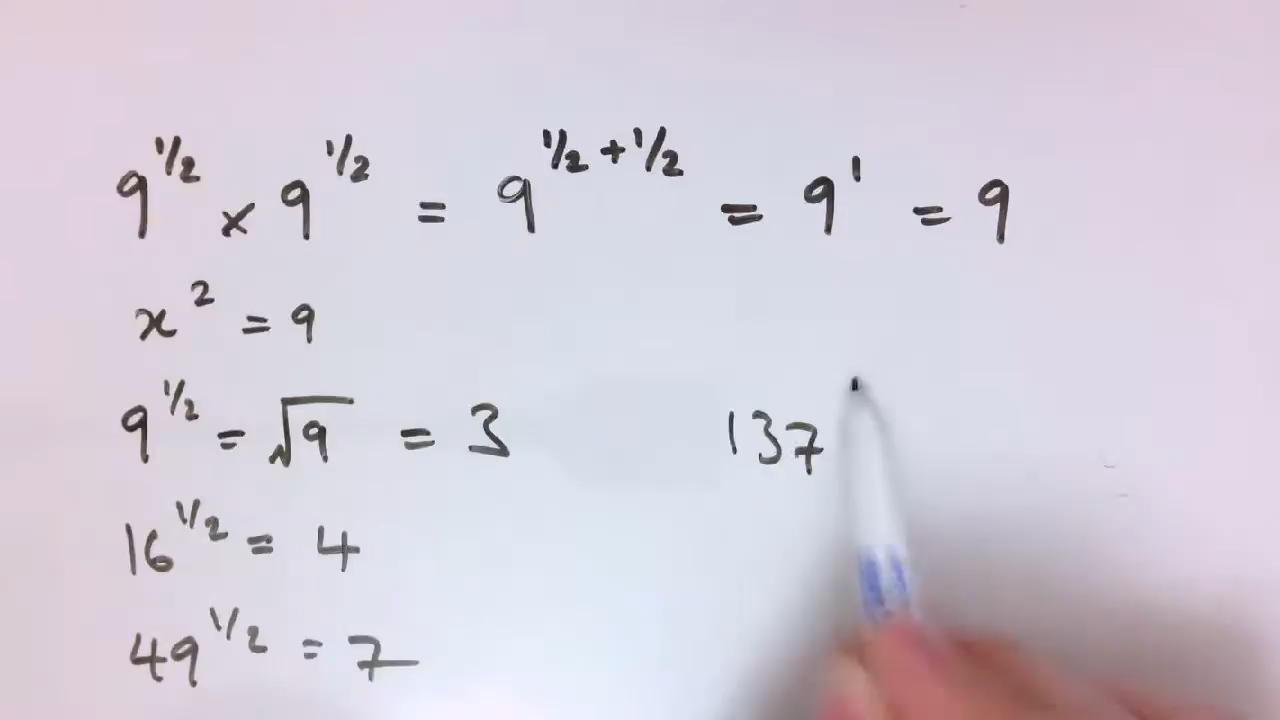 9^1/2 × 9^1/2 = 9^1/2+1/2 = 9^1 = 9
x^2 = 9
9^1/2 = √9 = 3
137
16^1/2 = 4
49^1/2 = 7